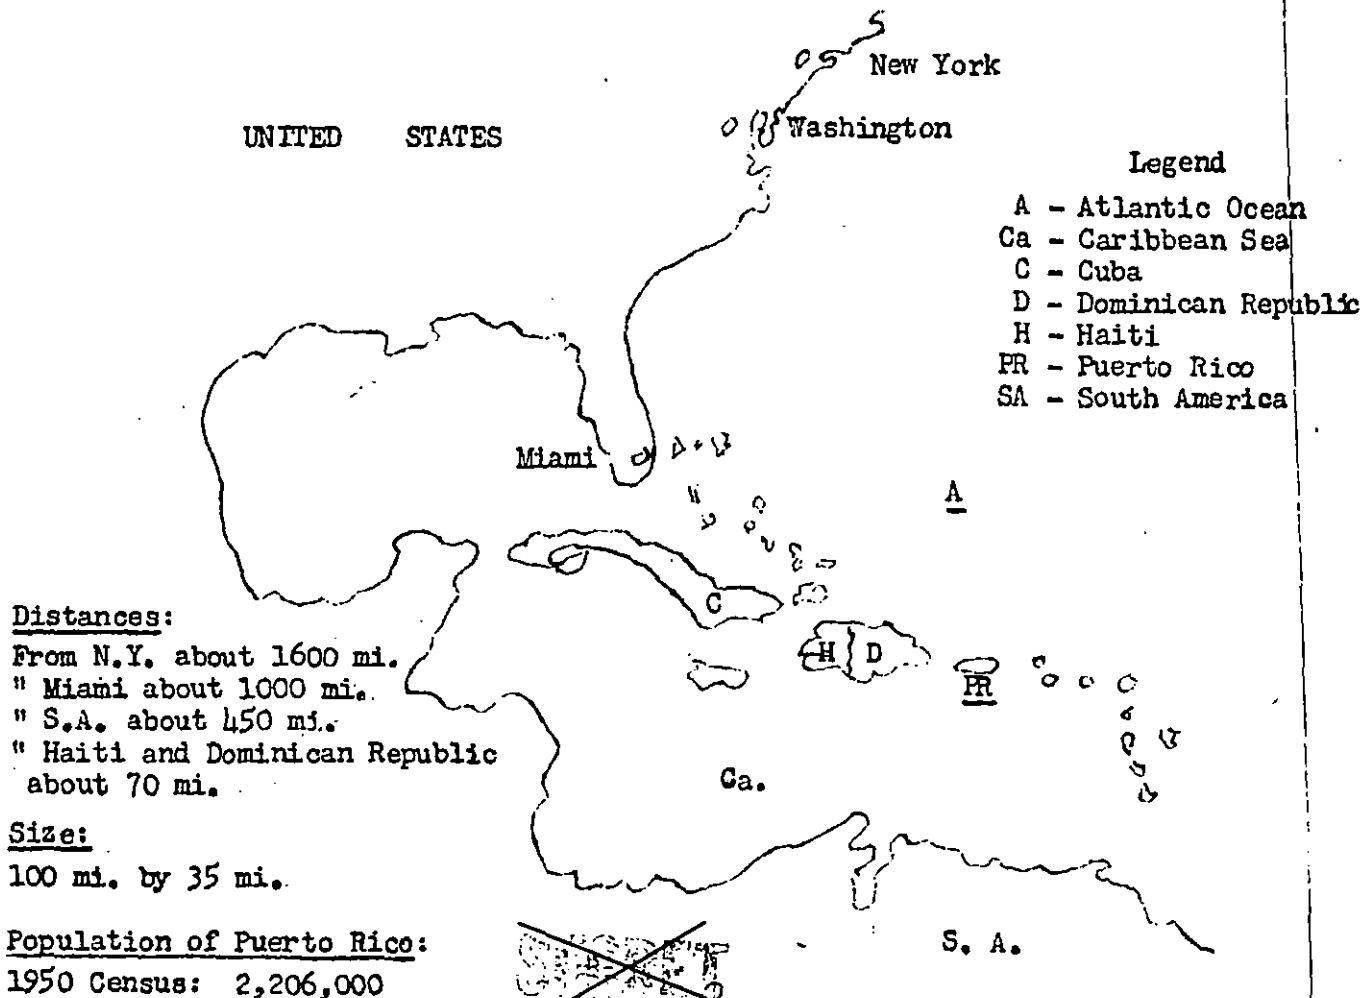 New York
UNITED STATES
Washington
Legend
A - Atlantic Ocean
Ca - Caribbean Sea
C - Cuba
D - Dominican Republic
H - Haiti
PR - Puerto Rico
SA - South America
Miami
A
C
H D
PR
Ca.
S. A.
Distances:
From N.Y. about 1600 mi.
" Miami about 1000 mi.
" S.A. about 450 mi.
" Haiti and Dominican Republic
about 70 mi.
Size:
100 mi. by 35 mi.
Population of Puerto Rico:
1950 Census: 2,206,000